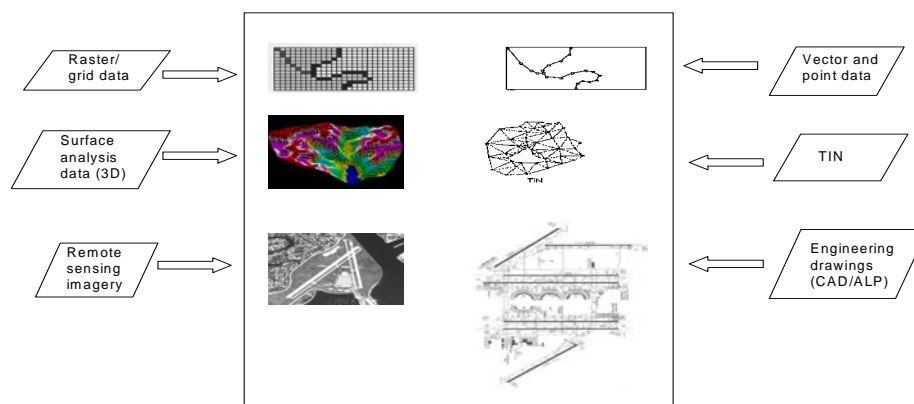 Raster/
grid data
Vector and
point data
Surface
analysis
data (3D)
TIN
TIN
Remote
sensing
imagery
Engineering
drawings
(CAD/ALP)